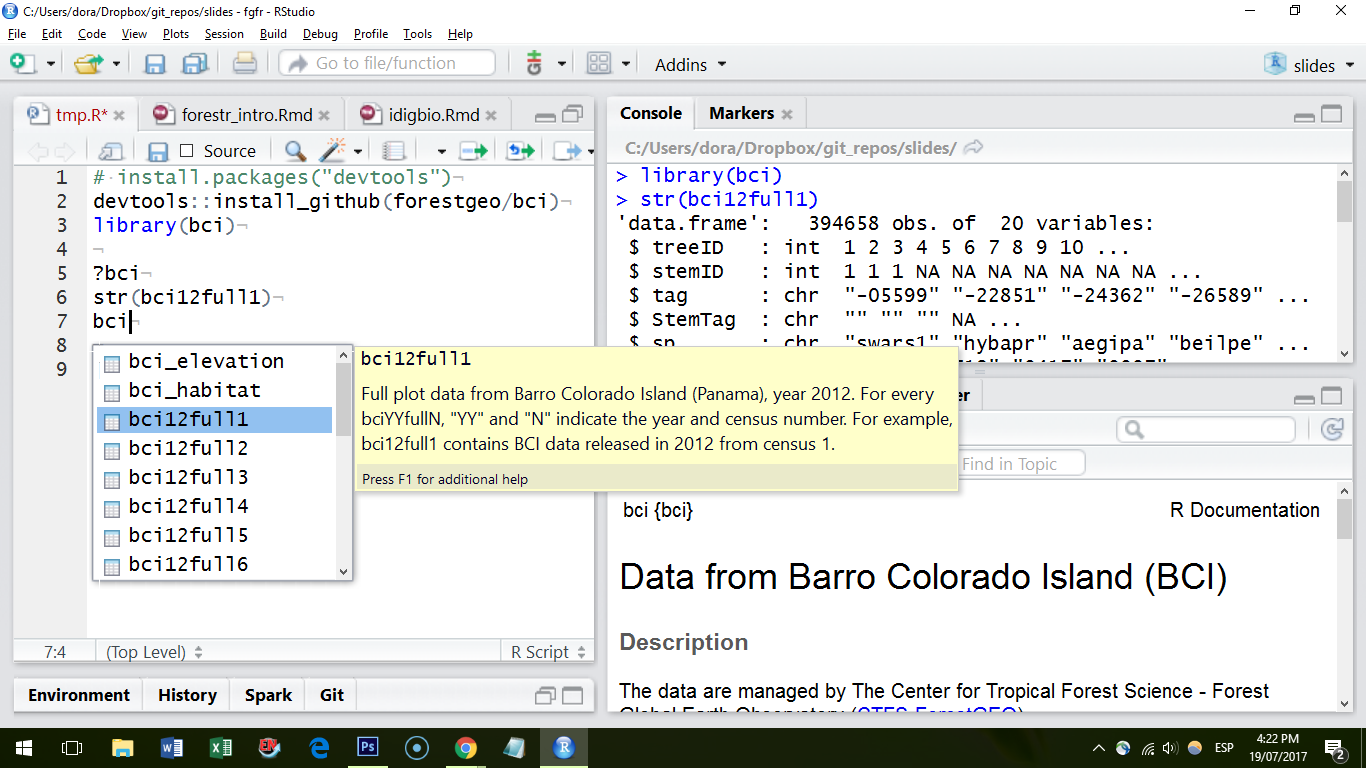 C:/Users/dora/Dropbox/git_repos/slides - fgfr - RStudio
File Edit Code View Plots Session Build Debug Profile Tools Help
Go to file/function
Addins
slides
tmp.R*
forestr_intro.Rmd
idigbio.Rmd
Source
1 # install.packages("devtools")
2 devtools::install_github(forestgeo/bci)
3 library(bci)
4
5 ?bci
6 str(bci12full1)
7 bci
8
9
bci_elevation
bci_habitat
bci12full1
bci12full2
bci12full3
bci12full4
bci12full5
bci12full6
bci12full1
Full plot data from Barro Colorado Island (Panama), year 2012. For every
bciYYfullN, "YY" and "N" indicate the year and census number. For example,
bci12full1 contains BCI data released in 2012 from census 1.
Press F1 for additional help
7:4
(Top Level)
R Script
Environment History Spark Git
Console Markers
C:/Users/dora/Dropbox/git_repos/slides/
> library(bci)
> str(bci12full1)
'data.frame': 394658 obs. of 20 variables:
$ treeID : int 1 2 3 4 5 6 7 8 9 10 ...
$ stemID : int 1 1 1 NA NA NA NA NA NA NA ...
$ tag : chr "-05599" "-22851" "-24362" "-26589" ...
$ StemTag : chr "" "" "" NA ...
$ sp : chr "swars1" "hybapr" "aegipa" "beilpe" ...
Find in Topic
bci {bci}
R Documentation
Data from Barro Colorado Island (BCI)
Description
The data are managed by The Center for Tropical Forest Science - Forest
Global Earth Observatory (CTFS-ForestGEO)
ESP
4:22 PM
19/07/2017
2